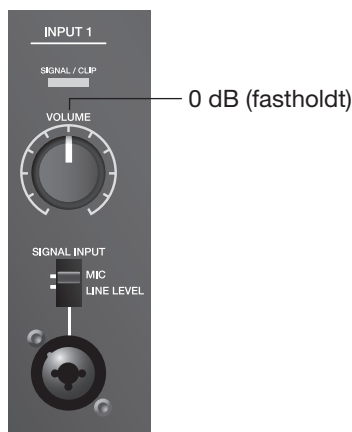 INPUT 1
SIGNAL / CLIP
0 dB (fastholdt)
VOLUME
SIGNAL INPUT
MIC
LINE LEVEL